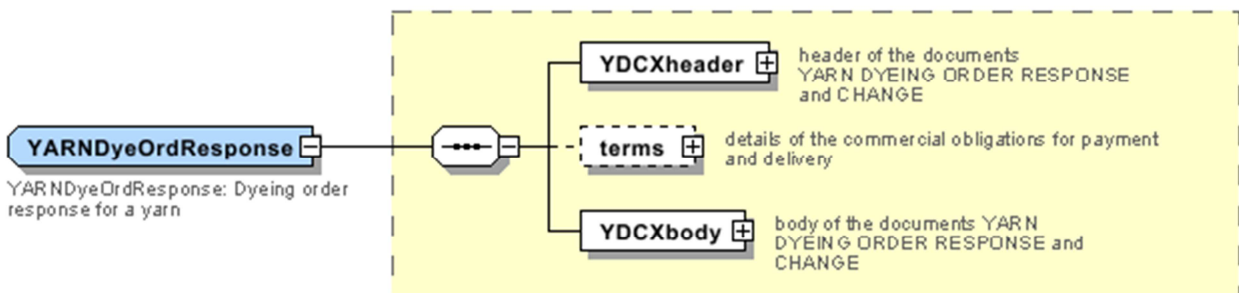 YARNDyeOrdResponse
YARNDyeOrdResponse: Dyeing order
response for a yarn
YDCXheader
header of the documents
YARN DYEING ORDER RESPONSE
and CHANGE
terms
details of the commercial obligations for payment
and delivery
YDCXbody
body of the documents YARN
DYEING ORDER RESPONSE and
CHANGE